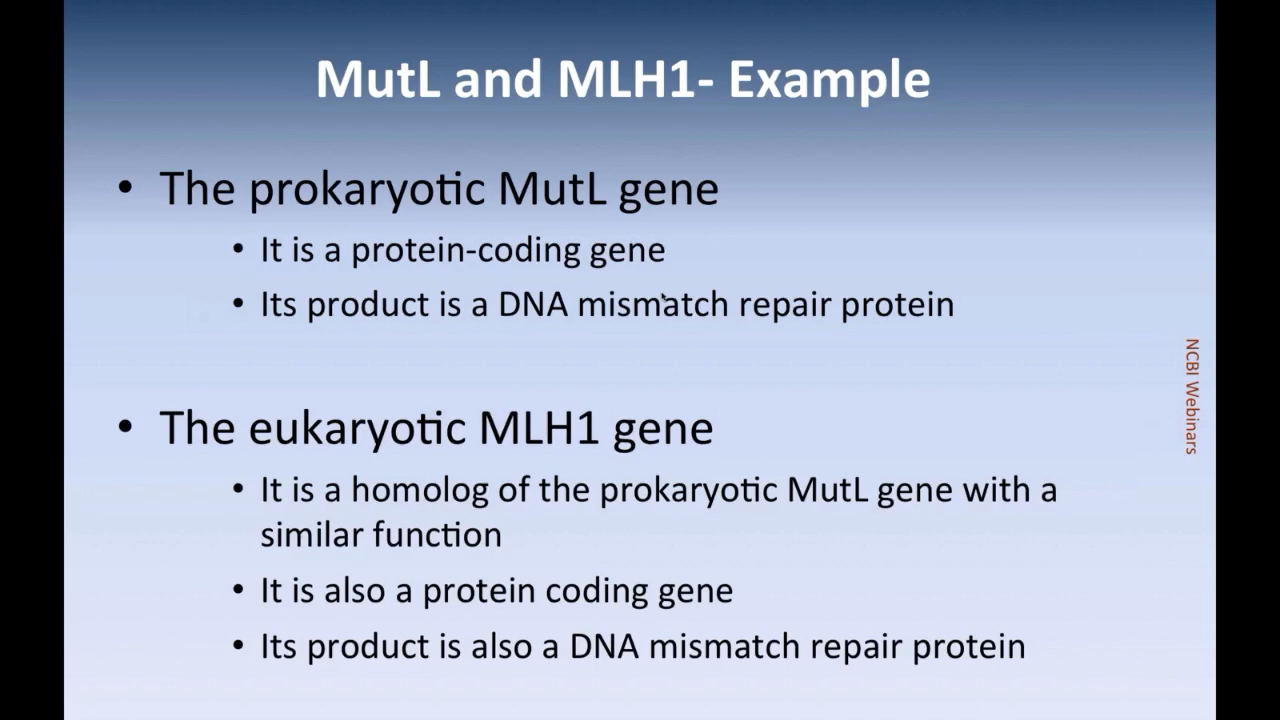 MutL and MLH1- Example
• The prokaryotic MutL gene
• It is a protein-coding gene
• Its product is a DNA mismatch repair protein
• The eukaryotic MLH1 gene
• It is a homolog of the prokaryotic MutL gene with a
similar function
• It is also a protein coding gene
• Its product is also a DNA mismatch repair protein
NCBI Webinars